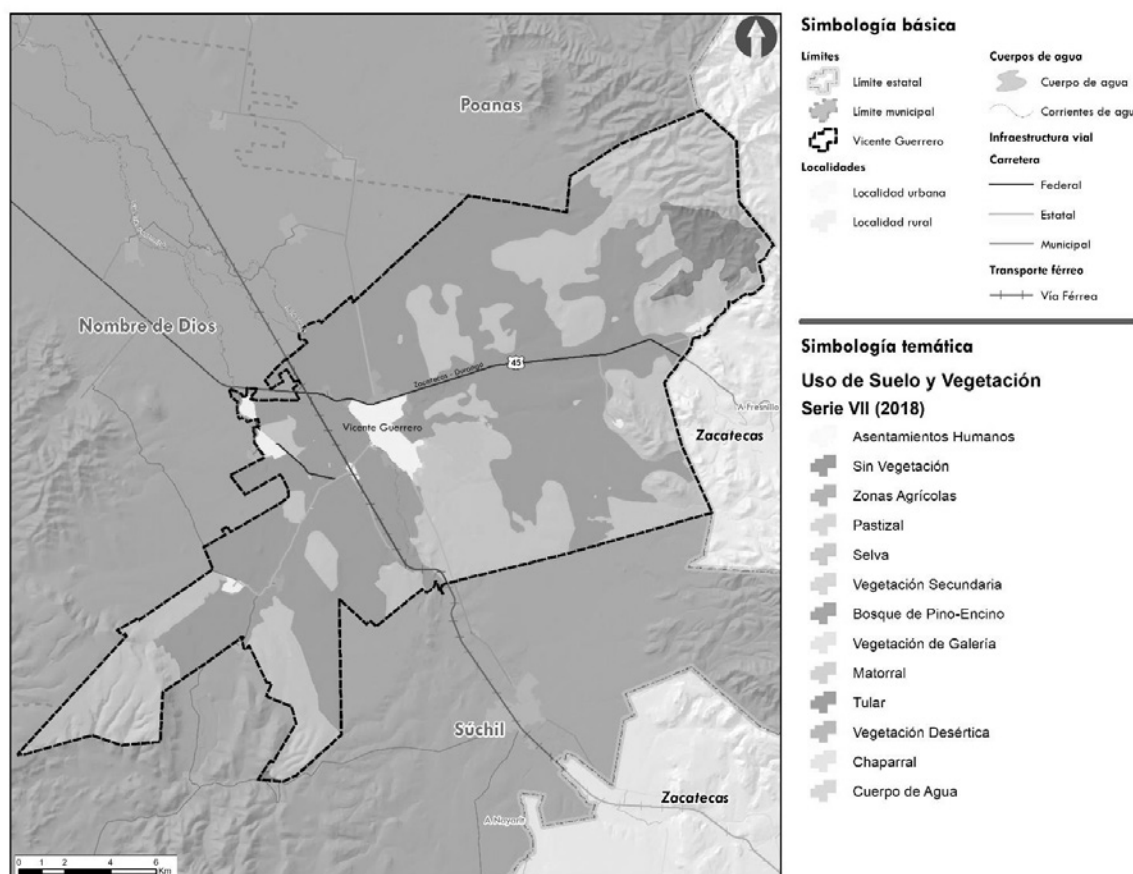 Poanas
Nombre de Dios
Zacatecas - Durango
45
A Fresnillo
Vicente Guerrero
Zacatecas
Súchil
Zacatecas
A Nayarit
0 1 2 4 6
Km
Simbología básica
Límites
Límite estatal
Límite municipal
Vicente Guerrero
Localidades
Localidad urbana
Localidad rural
Cuerpos de agua
Cuerpo de agua
Corrientes de agu
Infraestructura vial
Carretera
Federal
Estatal
Municipal
Transporte férreo
Vía Férrea
Simbología temática
Uso de Suelo y Vegetación
Serie VII (2018)
Asentamientos Humanos
Sin Vegetación
Zonas Agrícolas
Pastizal
Selva
Vegetación Secundaria
Bosque de Pino-Encino
Vegetación de Galería
Matorral
Tular
Vegetación Desértica
Chaparral
Cuerpo de Agua